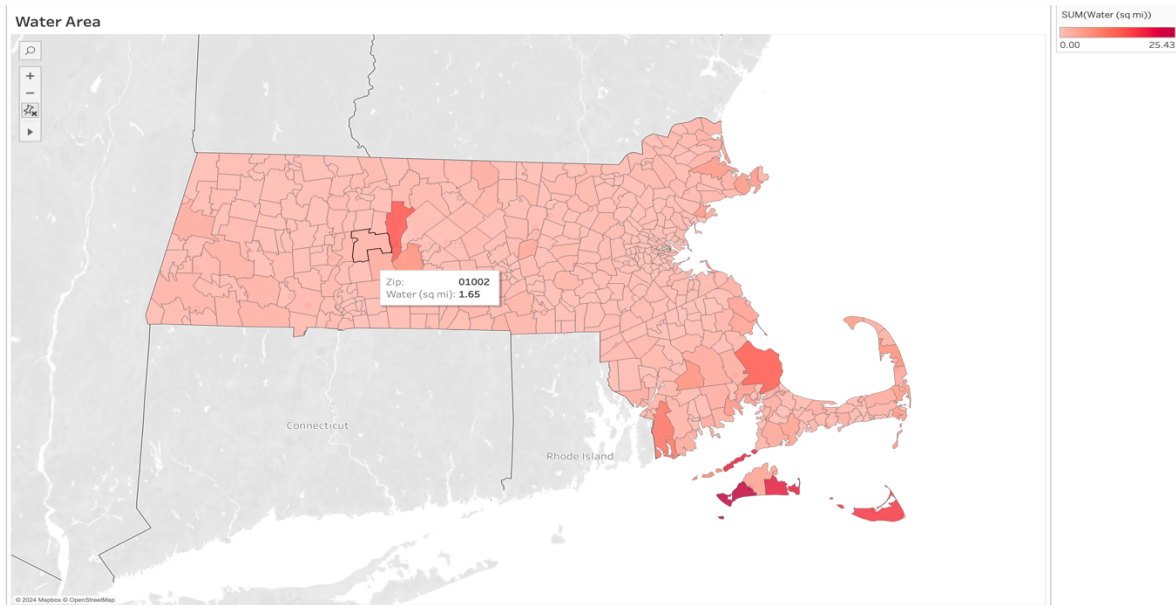 Water Area
SUM(Water (sq mi))
0.00 25.43
Zip: 01002
Water (sq mi): 1.65
Connecticut
Rhode Island
© 2024 Mapbox © OpenStreetMap